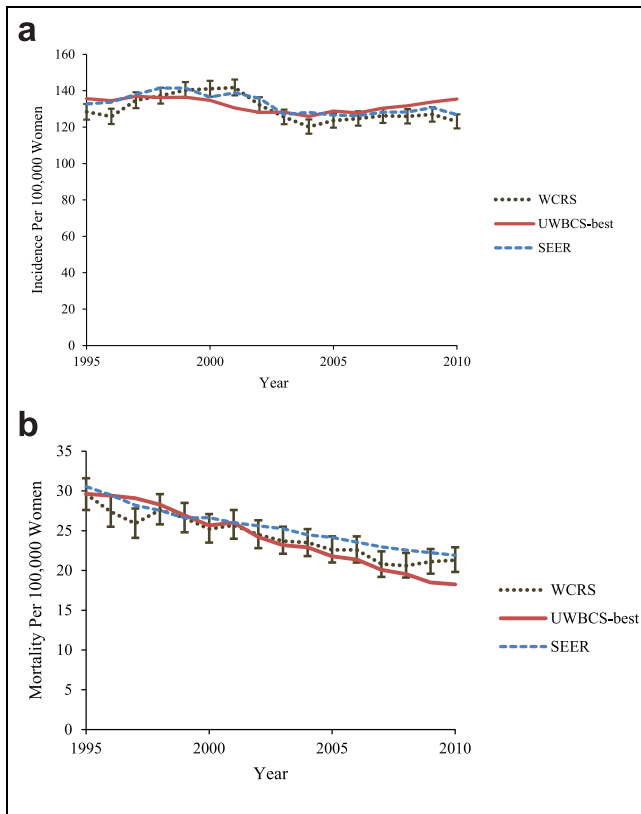 a
160
140
120
100
80
60
40
20
0
Incidence Per 100,000 Women
1995
2000
2005
2010
Year
WCRS
UWBCS-best
SEER
b
35
30
25
20
15
10
5
0
Mortality Per 100,000 Women
1995
2000
2005
2010
Year
WCRS
UWBCS-best
SEER